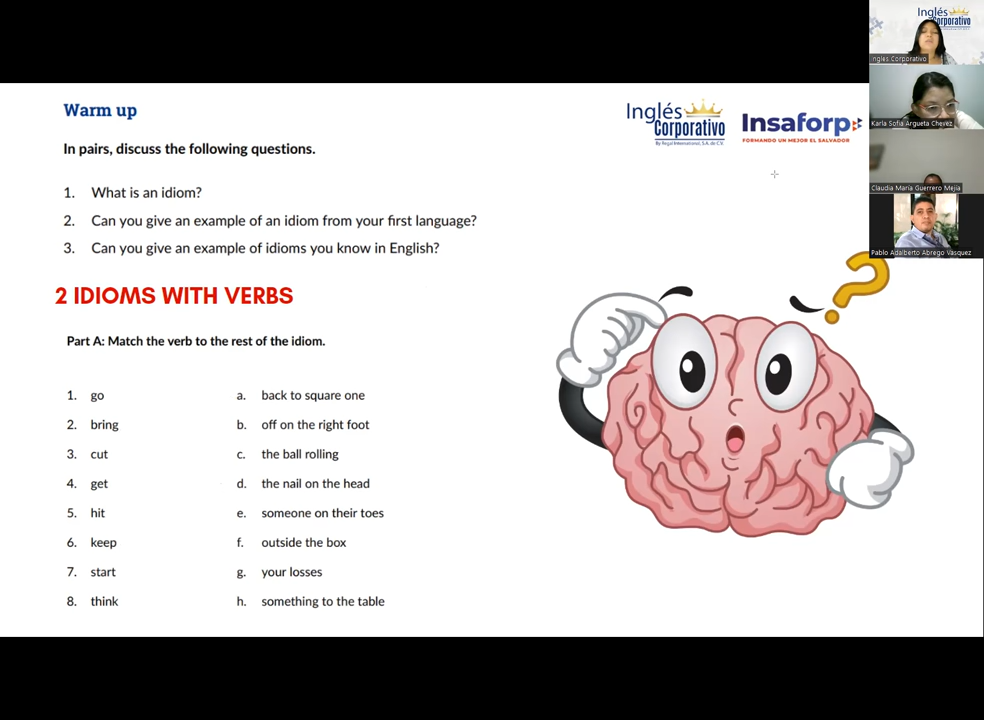 Warm up
In pairs, discuss the following questions.
1. What is an idiom?
2. Can you give an example of an idiom from your first language?
3. Can you give an example of idioms you know in English?
2 IDIOMS WITH VERBS
Part A: Match the verb to the rest of the idiom.
1. go a. back to square one
2. bring b. off on the right foot
3. cut c. the ball rolling
4. get d. the nail on the head
5. hit e. someone on their toes
6. keep f. outside the box
7. start g. your losses
8. think h. something to the table
Inglés
Corporativo
By Regal International, S.A. de C.V.
Insaforp
FORMANDO UN MEJOR EL SALVADOR
Inglés
Corporativo
Inglés Corporativo
Karla Sofia Argueta Chevez
Claudia María Guerrero Mejía
Pablo Adalberto Abrego Vasquez
?